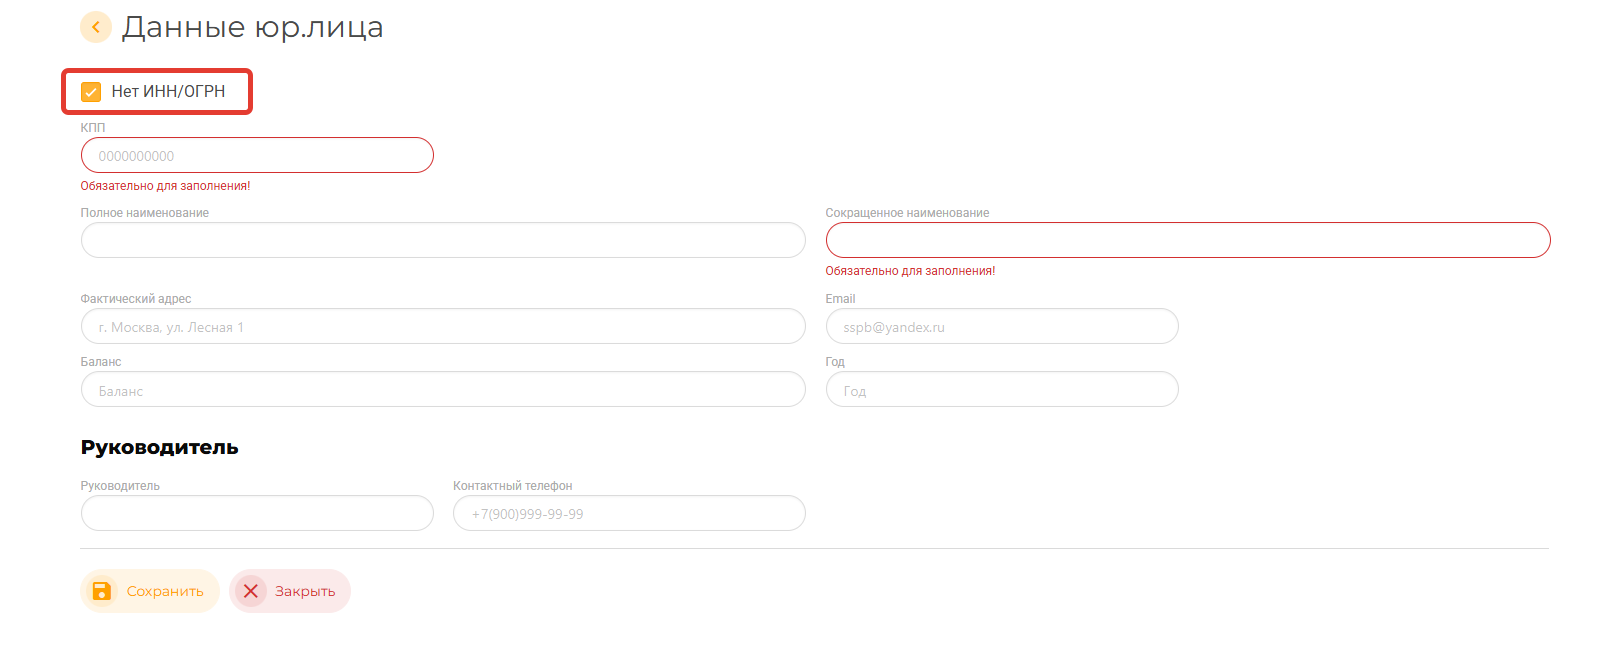 Данные юр.лица
Нет ИНН/ОГРН
КПП
0000000000
Обязательно для заполнения!
Полное наименование
Сокращенное наименование
Обязательно для заполнения!
Фактический адрес
Email
г. Москва, ул. Лесная 1
sspb@yandex.ru
Баланс
Год
Баланс
Год
Руководитель
Руководитель
Контактный телефон
+7(900)999-99-99
Сохранить
Закрыть